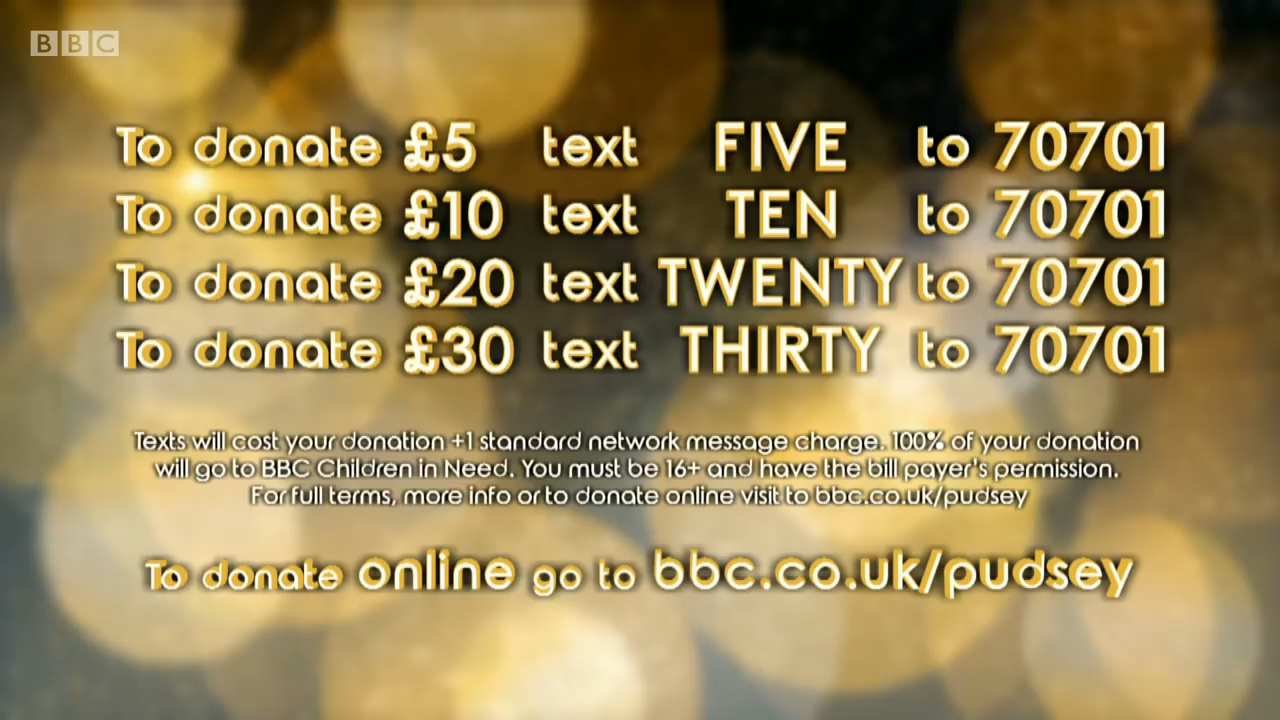 BBC
To donate £5 text FIVE to 70701
To donate £10 text TEN to 70701
To donate £20 text TWENTY to 70701
To donate £30 text THIRTY to 70701
Texts will cost your donation +1 standard network message charge. 100% of your donation
will go to BBC Children in Need. You must be 16+ and have the bill payer's permission.
For full terms, more info or to donate online visit to bbc.co.uk/pudsey
To donate online go to bbc.co.uk/pudsey